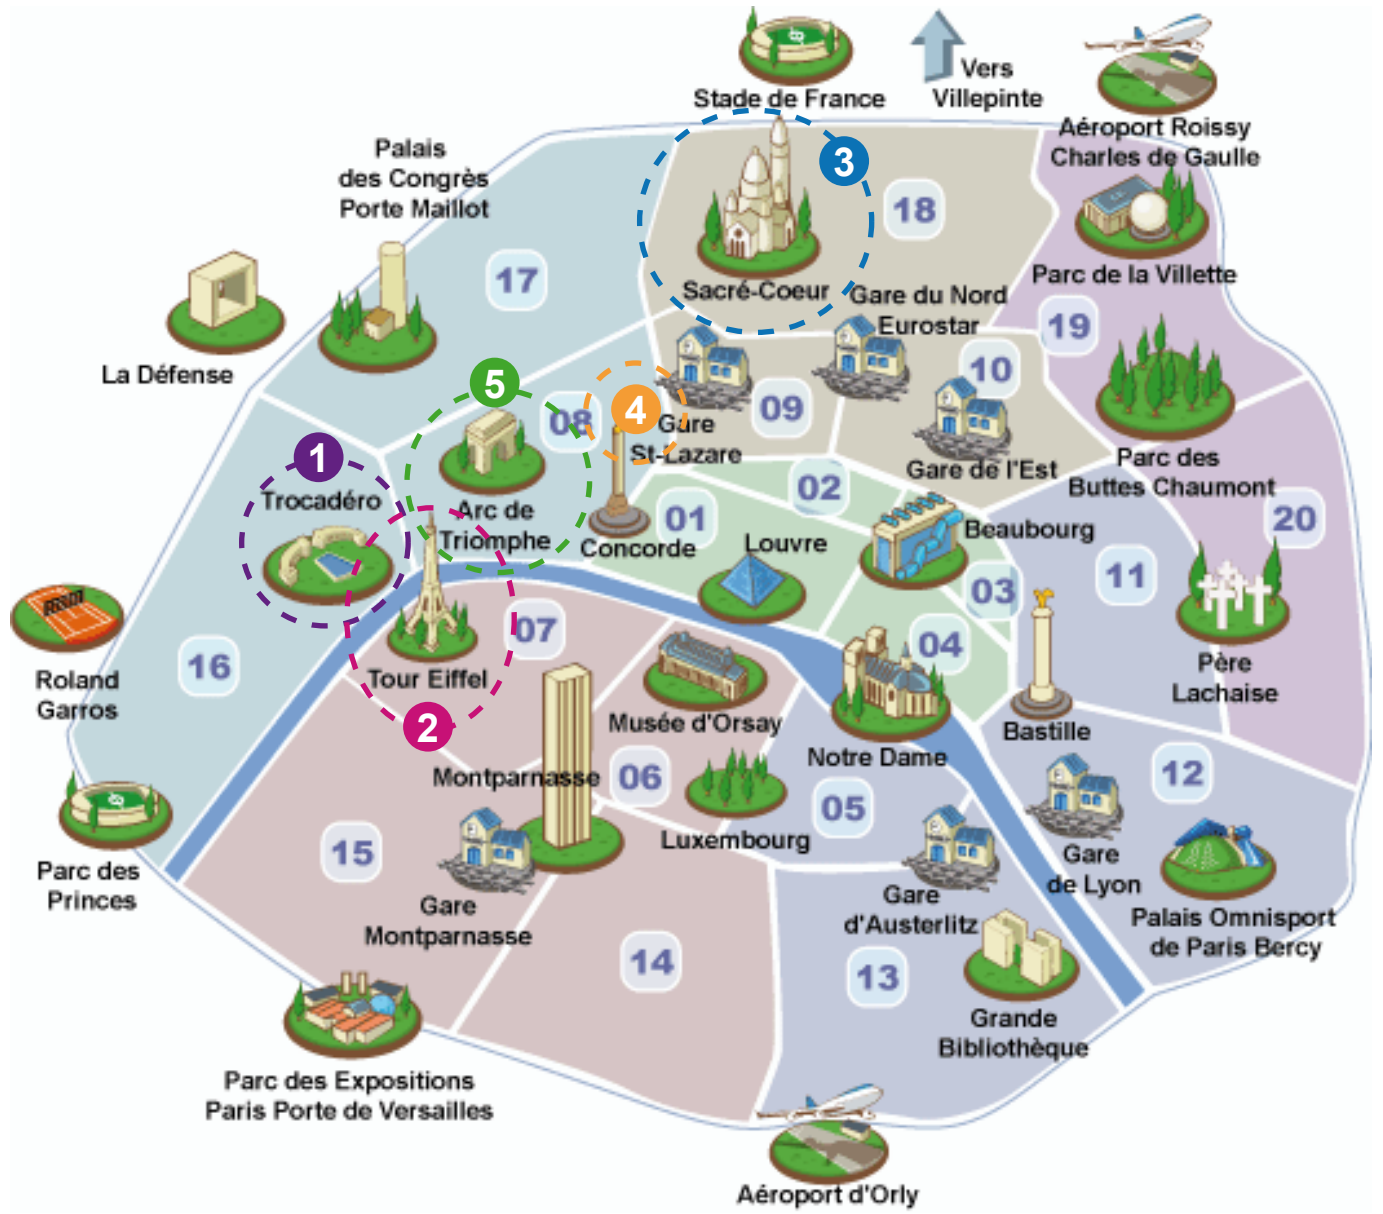 Stade de France
Vers
Villepinte
Aéroport Roissy
Charles de Gaulle
Palais
des Congrès
Porte Maillot
3
18
17
Parc de la Villette
Sacré-Coeur
Gare du Nord
Eurostar
19
La Défense
5
10
08
4
09
Gare
St-Lazare
1
Trocadéro
Gare de l'Est
Parc des
Buttes Chaumont
02
Arc de
Triomphe
01
Concorde
Louvre
Beaubourg
20
11
03
07
04
16
Tour Eiffel
2
Roland
Garros
Père
Lachaise
Musée d'Orsay
Notre Dame
Bastille
Montparnasse
06
05
12
Luxembourg
15
Parc des
Princes
Gare
Montparnasse
Gare
d'Austerlitz
Gare
de Lyon
Palais Omnisport
de Paris Bercy
14
13
Grande
Bibliothèque
Parc des Expositions
Paris Porte de Versailles
Aéroport d'Orly